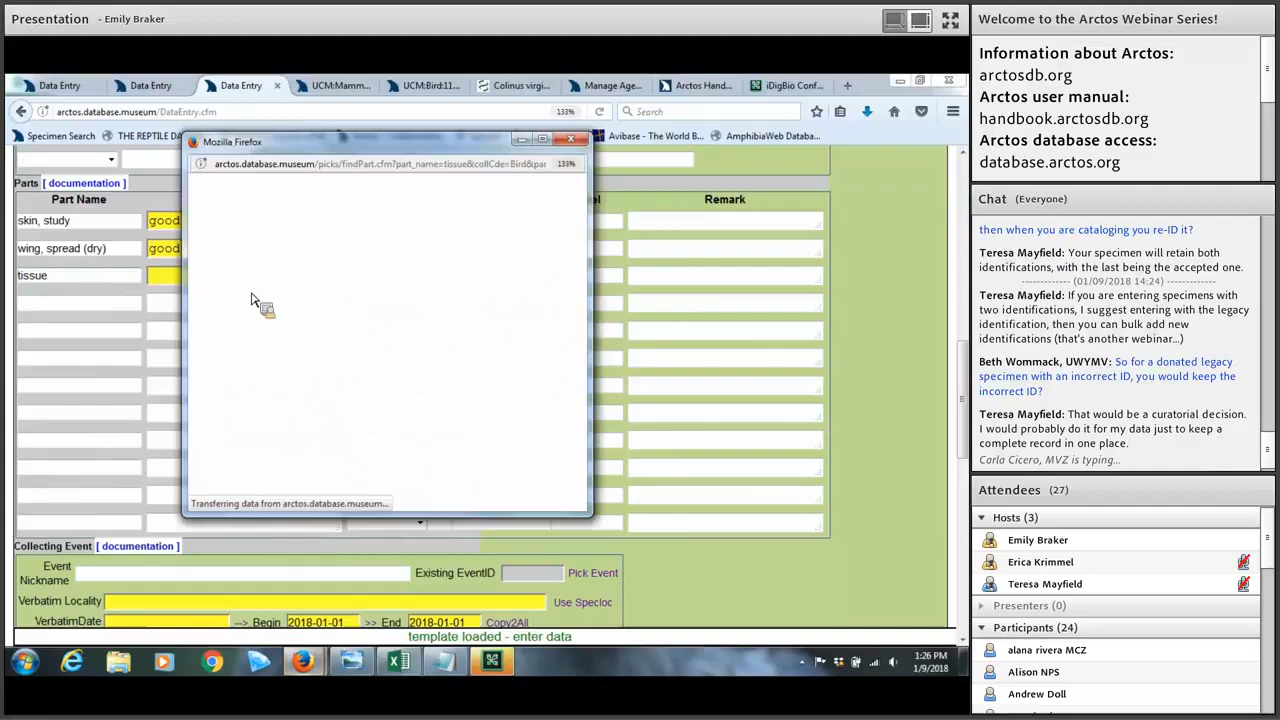 Presentation - Emily Braker
Data Entry Data Entry Data Entry × UCM:Mamm... UCM:Bird:11... Colinus virgi... Manage Age... Arctos Hand... iDigBio Conf... +
arctos.database.museum/DataEntry.cfm 133% Search
Specimen Search THE REPTILE DA Avibase - The World B... AmphibiaWeb Databa...
Mozilla Firefox
arctos.database.museum/picks/findPart.cfm?part_name=tissue&collCde=Bird&par 133%
Parts [ documentation ]
Part Name el Remark
skin, study good
wing, spread (dry) good
tissue
Transferring data from arctos.database.museum...
Collecting Event [ documentation ]
Event Nickname Existing EventID Pick Event
Verbatim Locality Use Specloc
VerbatimDate --> Begin 2018-01-01 >> End 2018-01-01 Copy2All
template loaded - enter data
1:26 PM
1/9/2018
Welcome to the Arctos Webinar Series!
Information about Arctos:
arctosdb.org
Arctos user manual:
handbook.arctosdb.org
Arctos database access:
database.arctos.org
Chat (Everyone)
then when you are cataloging you re-ID it?
Teresa Mayfield: Your specimen will retain both
identifications, with the last being the accepted one.
------------- (01/09/2018 14:24) -------------
Teresa Mayfield: If you are entering specimens with
two identifications, I suggest entering with the legacy
identification, then you can bulk add new
identifications (that's another webinar...)
Beth Wommack, UWYMV: So for a donated legacy
specimen with an incorrect ID, you would keep the
incorrect ID?
Teresa Mayfield: That would be a curatorial decision.
I would probably do it for my data just to keep a
complete record in one place.
Carla Cicero, MVZ is typing...
Attendees (27)
Hosts (3)
Emily Braker
Erica Krimmel
Teresa Mayfield
Presenters (0)
Participants (24)
alana rivera MCZ
Alison NPS
Andrew Doll